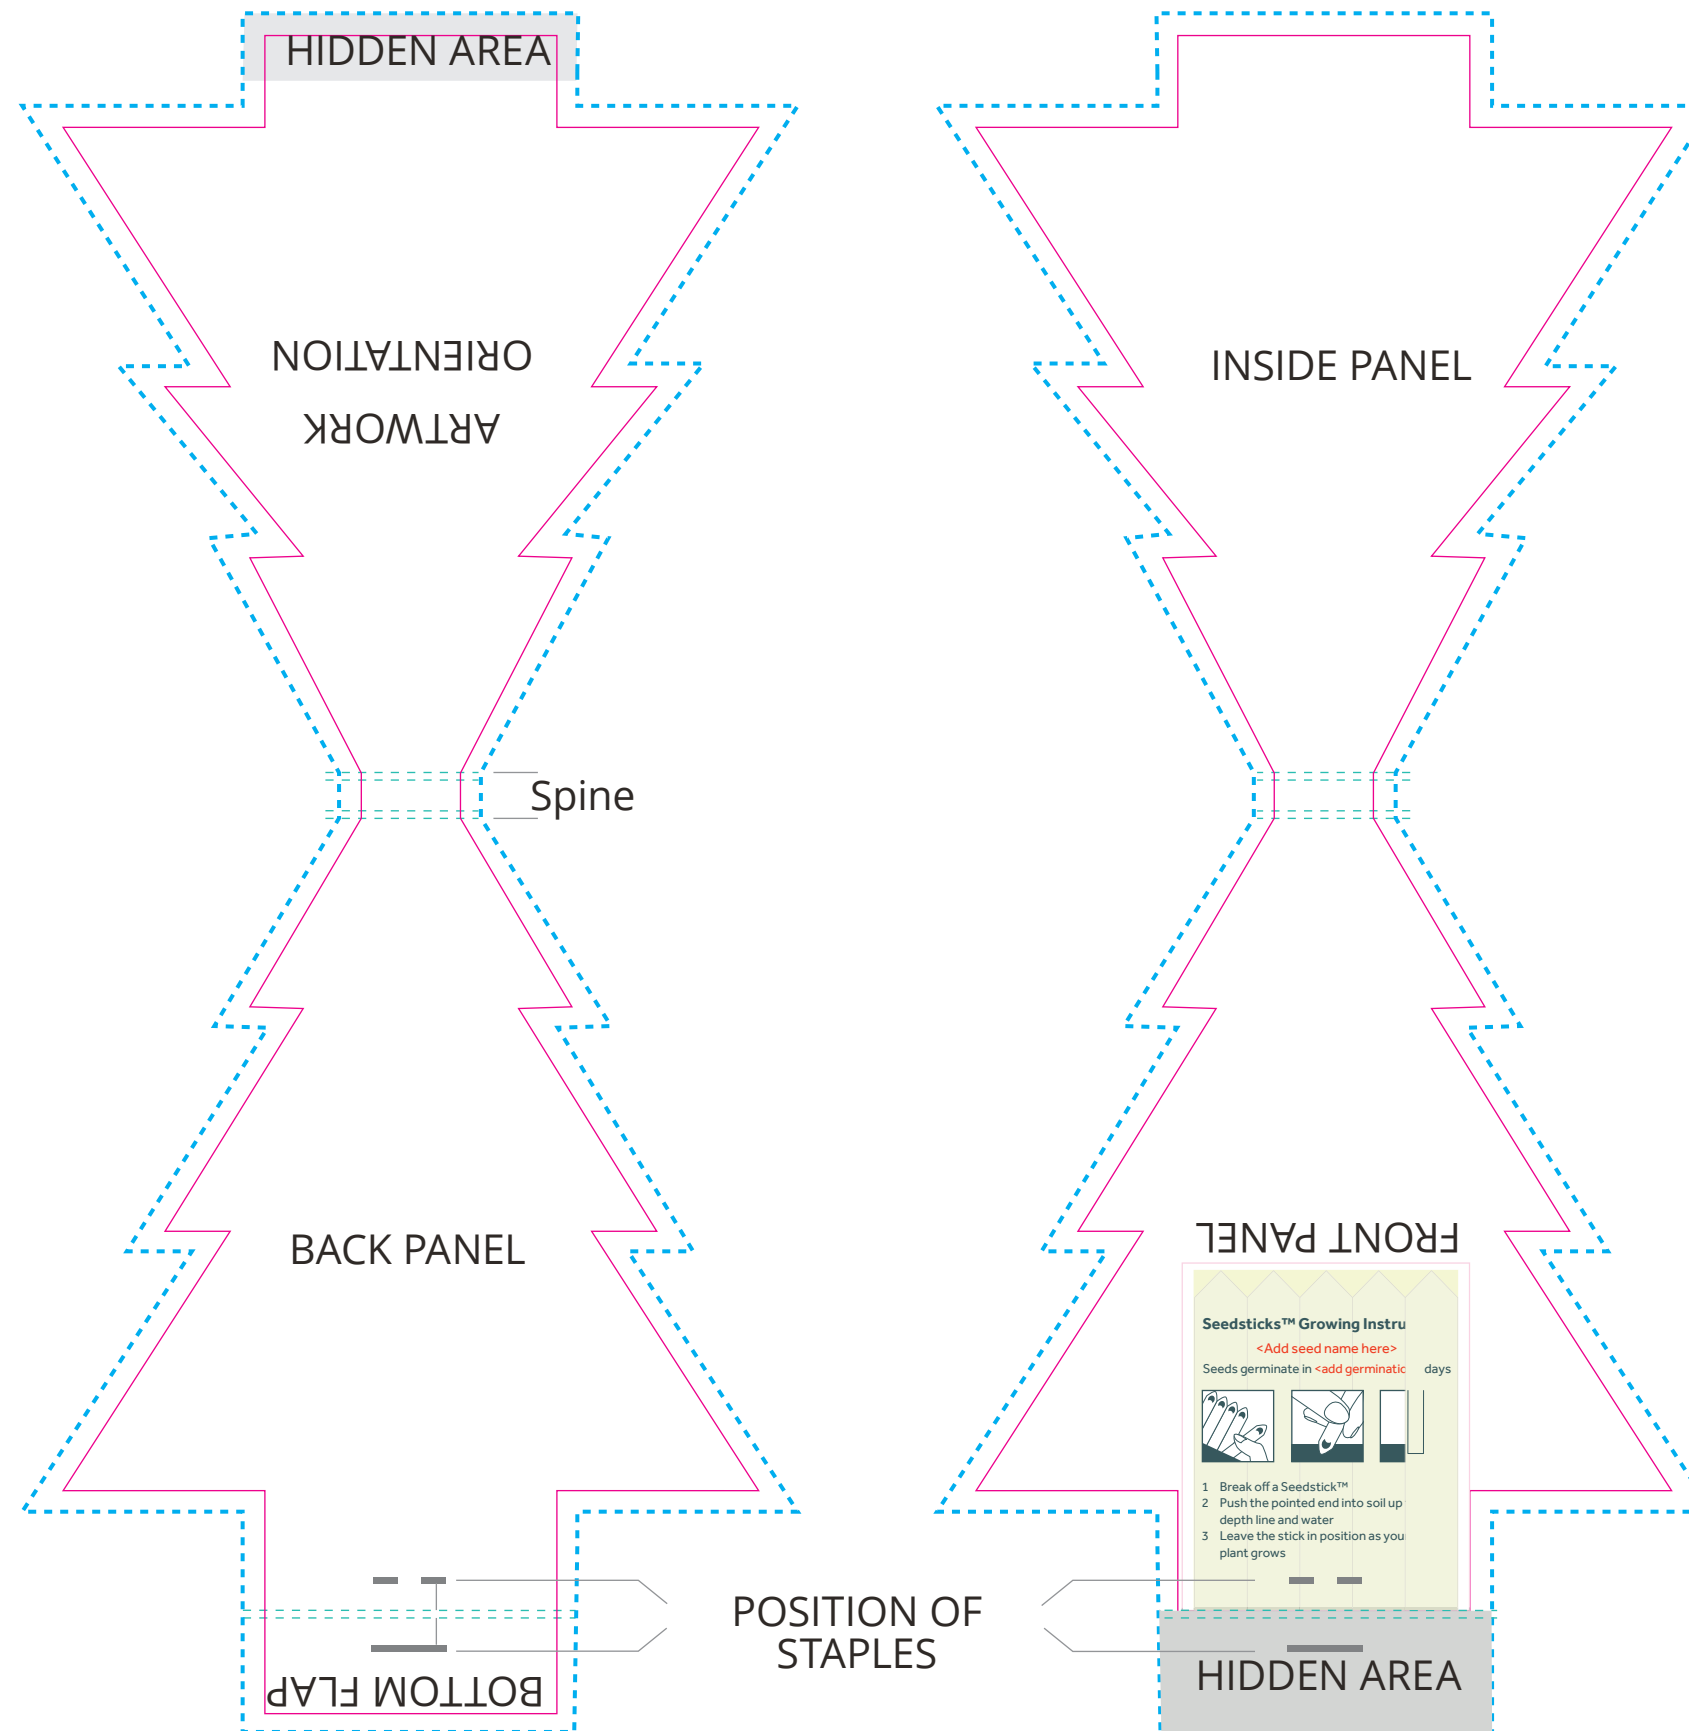 HIDDEN AREA
ARTWORK
ORIENTATION
Spine
BACK PANEL
BOTTOM FLAP
POSITION OF
STAPLES
INSIDE PANEL
FRONT PANEL
Seedsticks™ Growing Instru
<Add seed name here>
Seeds germinate in <add germinatio days
1 Break off a Seedstick™
2 Push the pointed end into soil up
depth line and water
3 Leave the stick in position as you
plant grows
HIDDEN AREA